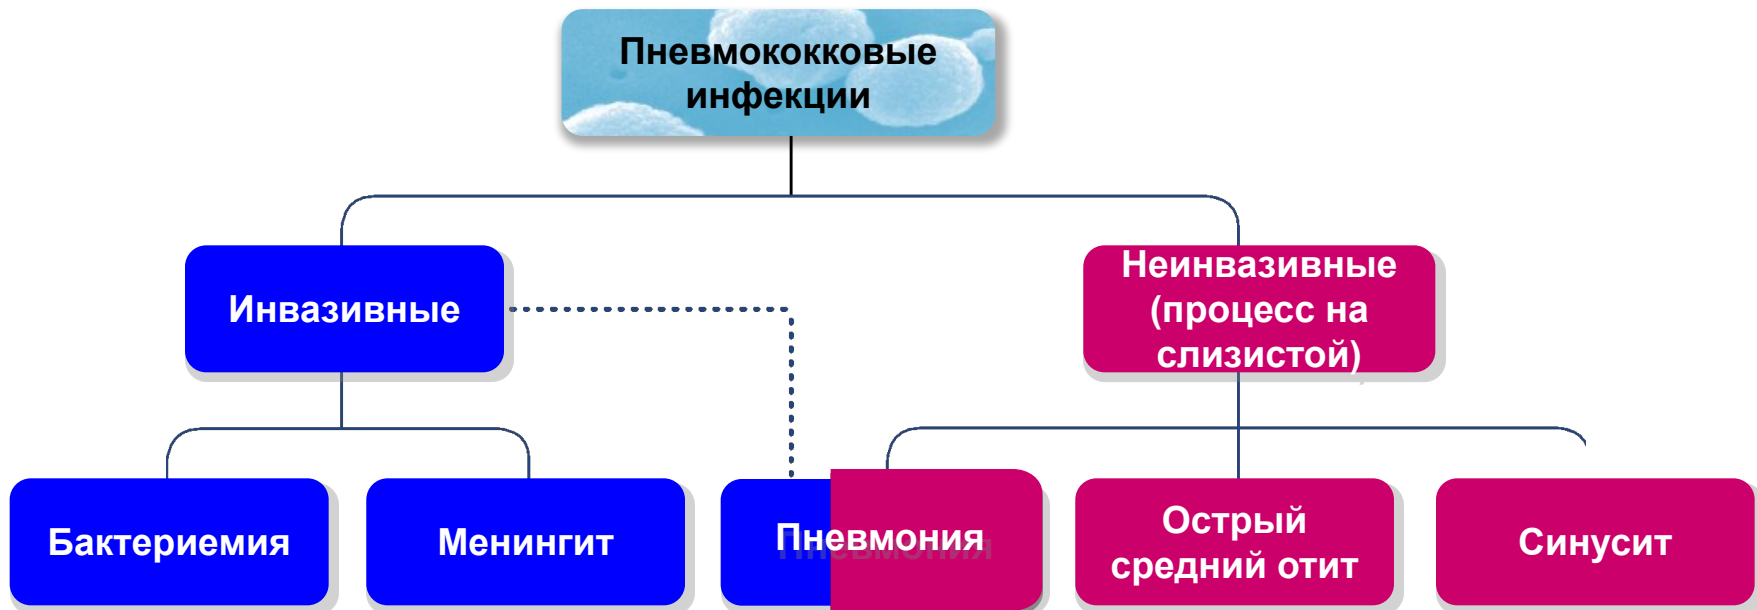 Пневмококковые
инфекции
Инвазивные
Неинвазивные
(процесс на
слизистой)
Бактериемия
Менингит
Пневмония
Острый
средний отит
Синусит